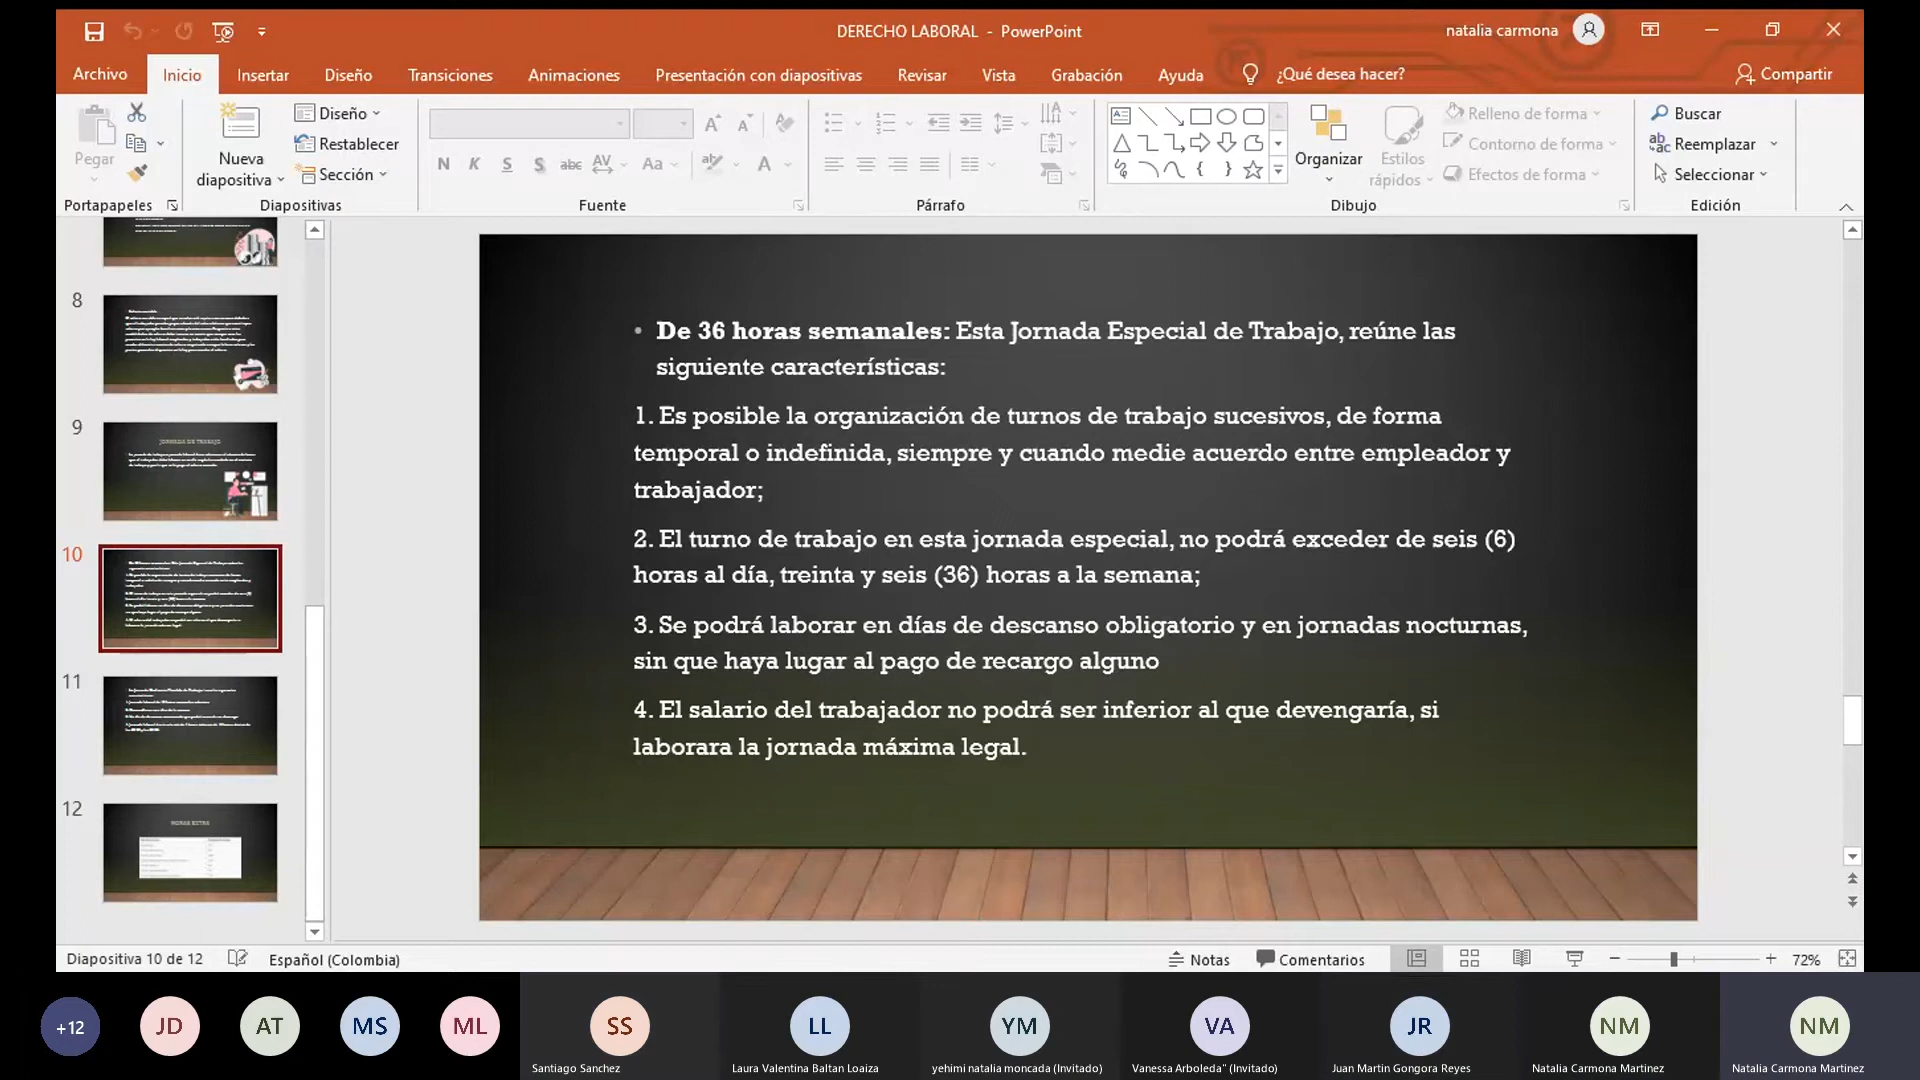 DERECHO LABORAL - PowerPoint
natalia carmona
Archivo
Inicio
Insertar
Diseño
Transiciones
Animaciones
Presentación con diapositivas
Revisar
Vista
Grabación
Ayuda
¿Qué desea hacer?
Compartir
Pegar
Nueva
diapositiva
Diseño
Restablecer
Sección
N K S S abc AV Aa A
Organizar
Estilos
rápidos
Relleno de forma
Contorno de forma
Efectos de forma
Buscar
Reemplazar
Seleccionar
Portapapeles
Diapositivas
Fuente
Párrafo
Dibujo
Edición
8
9
JORNADA DE TRABAJO
10
11
12
HORAS EXTRA
• De 36 horas semanales: Esta Jornada Especial de Trabajo, reúne las
siguiente características:
1. Es posible la organización de turnos de trabajo sucesivos, de forma
temporal o indefinida, siempre y cuando medie acuerdo entre empleador y
trabajador;
2. El turno de trabajo en esta jornada especial, no podrá exceder de seis (6)
horas al día, treinta y seis (36) horas a la semana;
3. Se podrá laborar en días de descanso obligatorio y en jornadas nocturnas,
sin que haya lugar al pago de recargo alguno
4. El salario del trabajador no podrá ser inferior al que devengaría, si
laborara la jornada máxima legal.
Diapositiva 10 de 12
Español (Colombia)
Notas
Comentarios
72%
+12
JD
AT
MS
ML
SS
LL
YM
VA
JR
NM
NM
Santiago Sanchez
Laura Valentina Baltan Loaiza
yehimi natalia moncada (Invitado)
Vanessa Arboleda" (Invitado)
Juan Martin Gongora Reyes
Natalia Carmona Martinez
Natalia Carmona Martinez